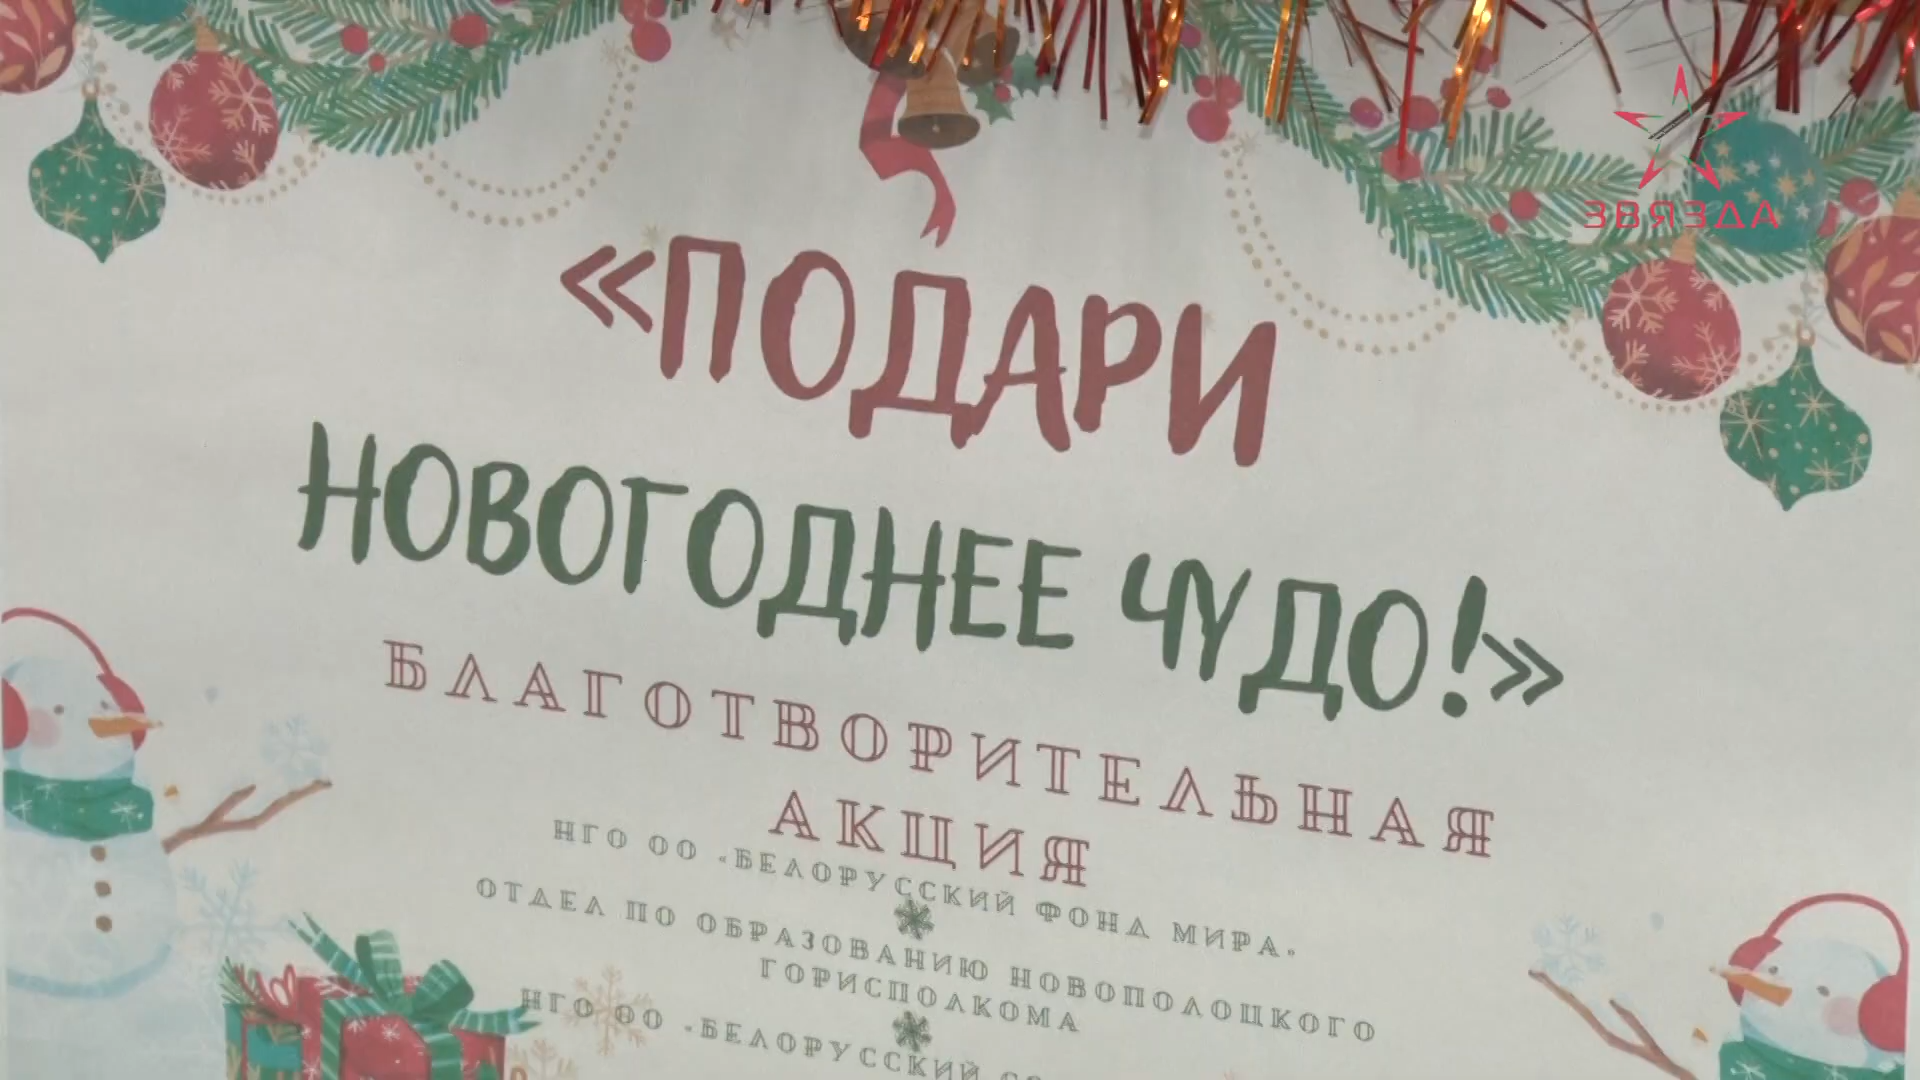 ЗВЯЗДА
«ПОДАРИ
НОВОГОДНЕЕ ЧУДО!»
БЛАГОТВОРИТЕЛЬНАЯ
АКЦИЯ
НГО ОО «БЕЛОРУССКИЙ ФОНД МИРА»
ОТДЕЛ ПО ОБРАЗОВАНИЮ НОВОПОЛОЦКОГО
ГОРИСПОЛКОМА
НГО ОО «БЕЛОРУССКИЙ